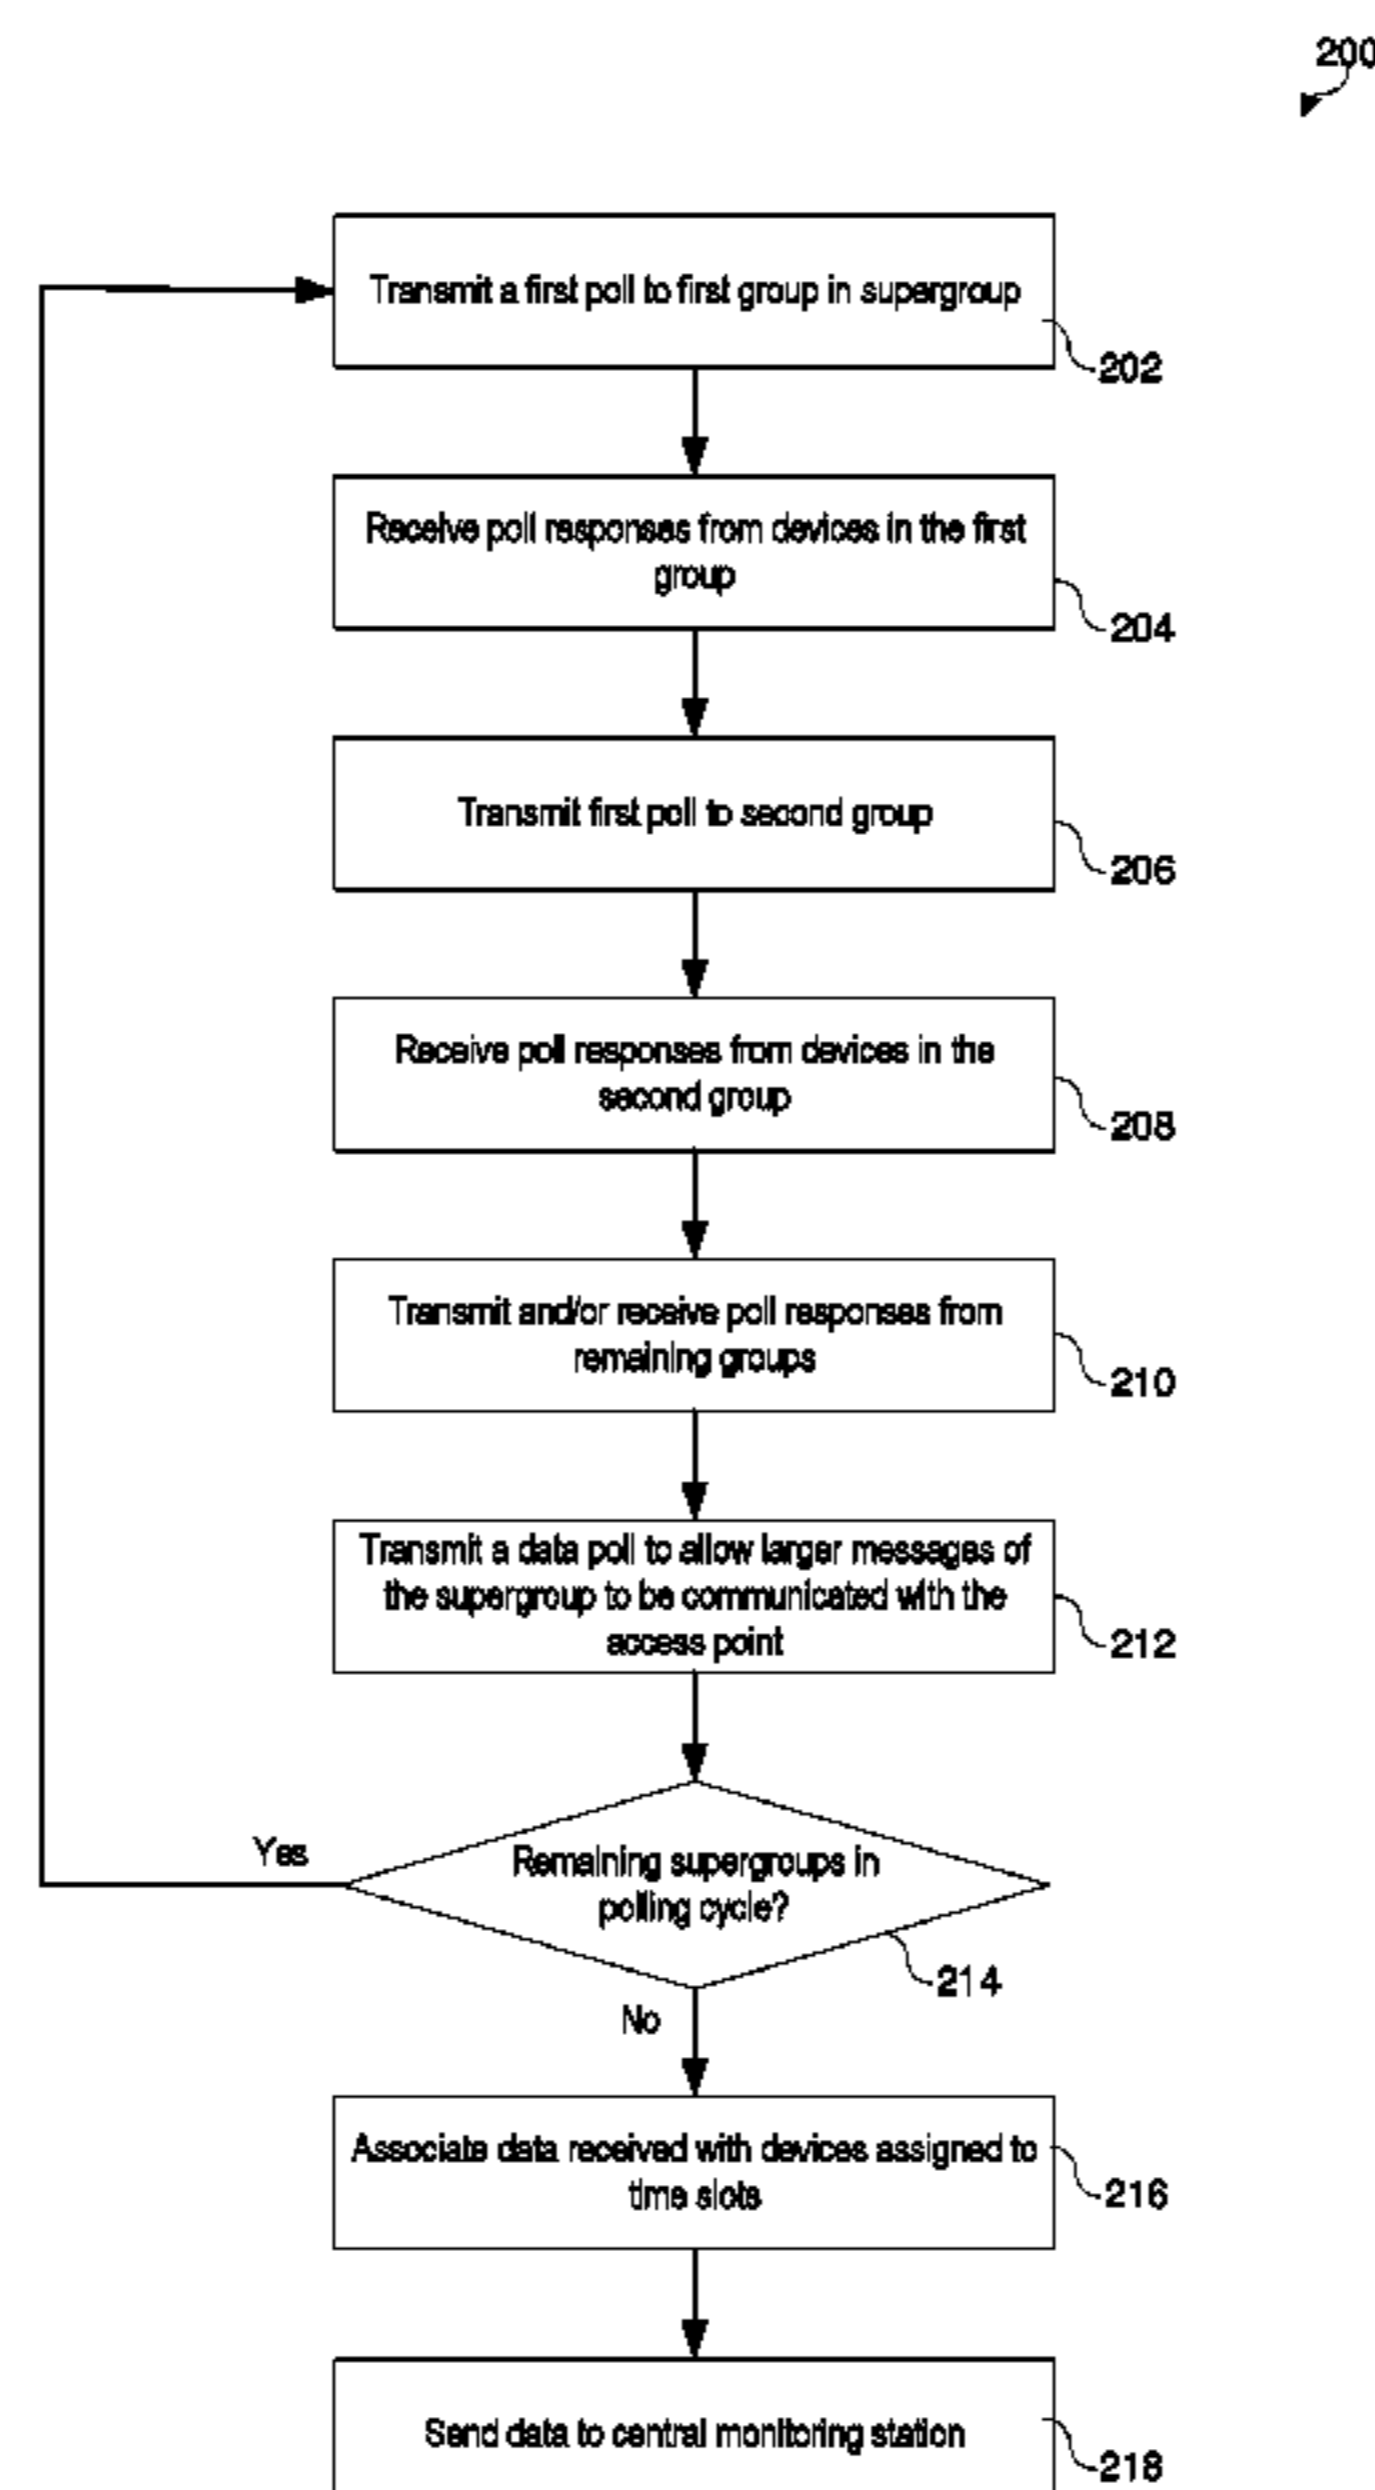 200
Transmit a first poll to first group in supergroup
202
Receive poll responses from devices in the first
group
204
Transmit first poll to second group
206
Receive poll responses from devices in the
second group
208
Transmit and/or receive poll responses from
remaining groups
210
Transmit a data poll to allow larger messages of
the supergroup to be communicated with the
access point
212
Yes
Remaining supergroups in
polling cycle?
214
No
Associate data received with devices assigned to
time slots
216
Send data to central monitoring station
218